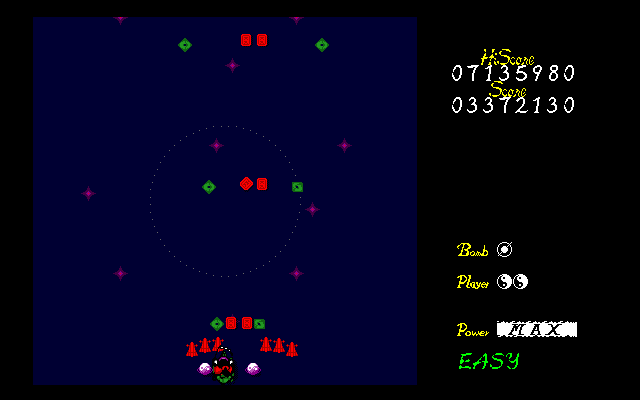 HiScore
07135980
Score
03372130
Bomb
Player
Power MAX
EASY